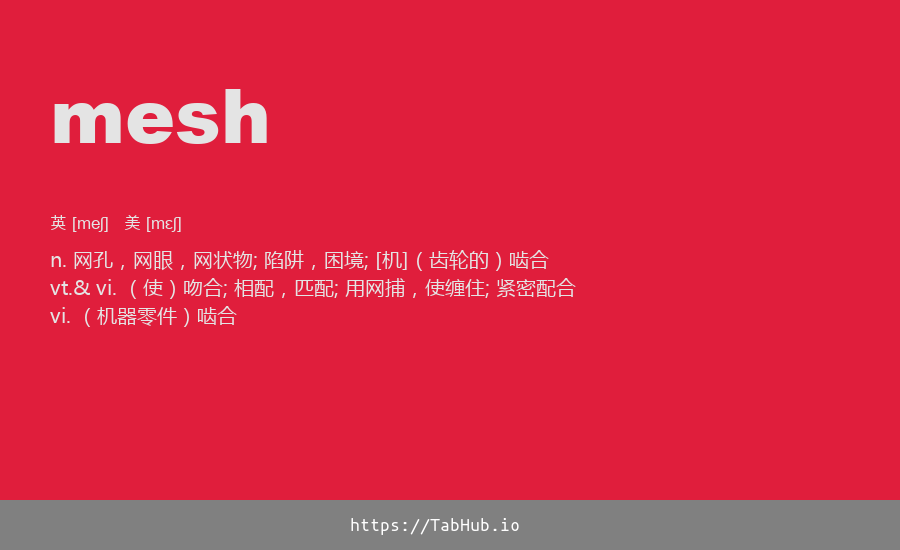 mesh
英 [meʃ] 美 [mɛʃ]
n. 网孔，网眼，网状物; 陷阱，困境; [机]（齿轮的）啮合
vt.& vi. （使）吻合; 相配，匹配; 用网捕，使缠住; 紧密配合
vi. （机器零件）啮合
https://TabHub.io